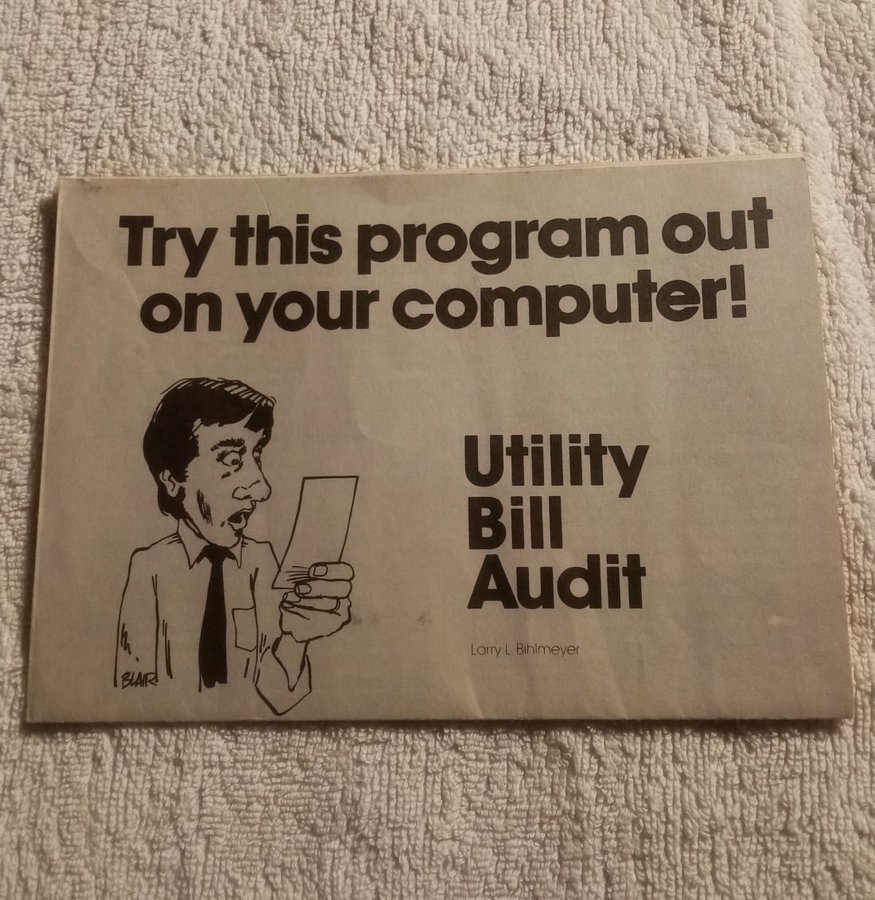 Try this program out
on your computer!
Utility
Bill
Audit
Larry L Bihlmeyer
BLAIR